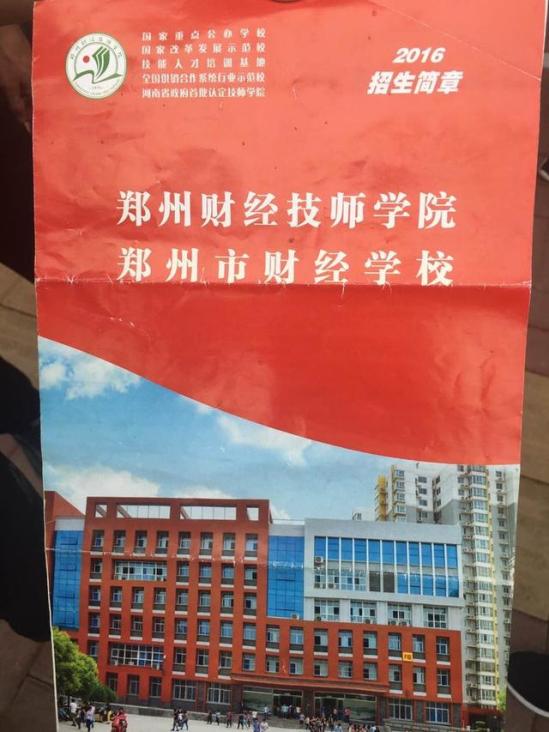 国家重点公办学校
国家改革发展示范校
技能人才培训基地
全国供销合作系统行业示范校
河南省政府首批认定技师学院
2016
招生简章
郑州财经技师学院
郑州市财经学校